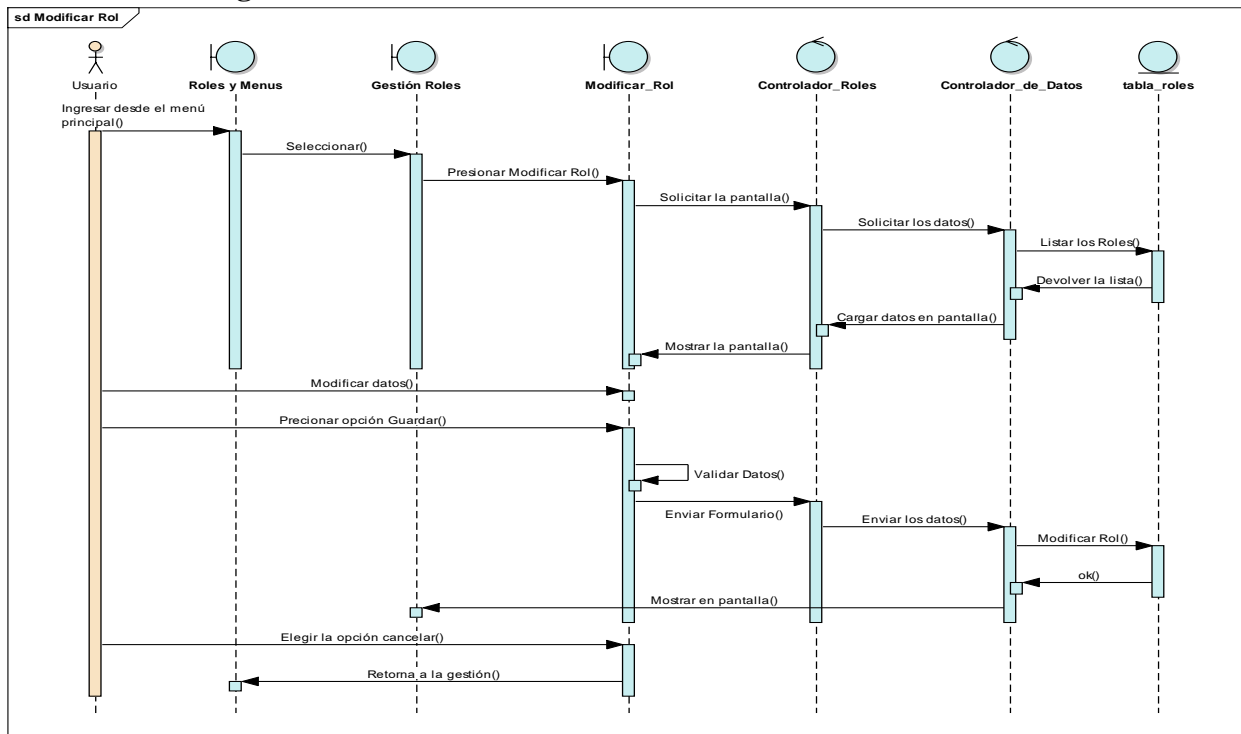 sd Modificar Rol
Usuario
Roles y Menus
Gestión Roles
Modificar_Rol
Controlador_Roles
Controlador_de_Datos
tabla_roles
Ingresar desde el menú
principal()
Seleccionar()
Presionar Modificar Rol()
Solicitar la pantalla()
Solicitar los datos()
Listar los Roles()
Devolver la lista()
Cargar datos en pantalla()
Mostrar la pantalla()
Modificar datos()
Precionar opción Guardar()
Validar Datos()
Enviar Formulario()
Enviar los datos()
Modificar Rol()
ok()
Mostrar en pantalla()
Elegir la opción cancelar()
Retorna a la gestión()